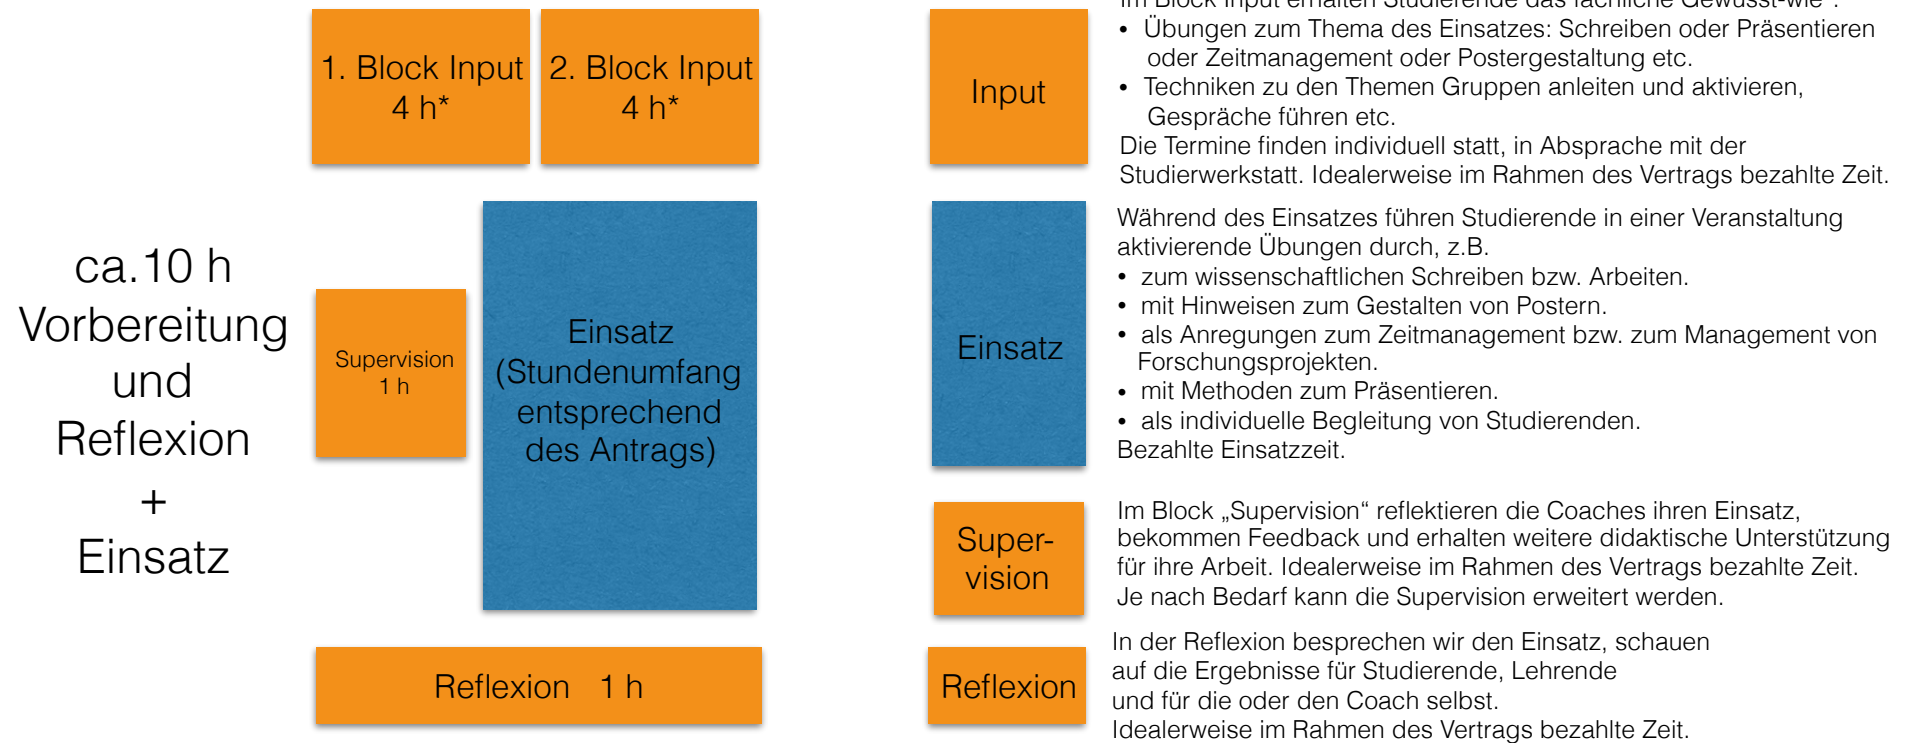 1. Block Input
4 h*
2. Block Input
4 h*
ca.10 h
Vorbereitung
und
Reflexion
+
Einsatz
Supervision
1 h
Einsatz
(Stundenumfang
entsprechend
des Antrags)
Reflexion 1 h
Input
Im Block Input erhalten Studierende das fachliche Gewusst-wie“:
• Übungen zum Thema des Einsatzes: Schreiben oder Präsentieren
oder Zeitmanagement oder Postergestaltung etc.
• Techniken zu den Themen Gruppen anleiten und aktivieren,
Gespräche führen etc.
Die Termine finden individuell statt, in Absprache mit der
Studierwerkstatt. Idealerweise im Rahmen des Vertrags bezahlte Zeit.
Einsatz
Während des Einsatzes führen Studierende in einer Veranstaltung
aktivierende Übungen durch, z.B.
• zum wissenschaftlichen Schreiben bzw. Arbeiten.
• mit Hinweisen zum Gestalten von Postern.
• als Anregungen zum Zeitmanagement bzw. zum Management von
Forschungsprojekten.
• mit Methoden zum Präsentieren.
• als individuelle Begleitung von Studierenden.
Bezahlte Einsatzzeit.
Super-
vision
Im Block „Supervision“ reflektieren die Coaches ihren Einsatz,
bekommen Feedback und erhalten weitere didaktische Unterstützung
für ihre Arbeit. Idealerweise im Rahmen des Vertrags bezahlte Zeit.
Je nach Bedarf kann die Supervision erweitert werden.
Reflexion
In der Reflexion besprechen wir den Einsatz, schauen
auf die Ergebnisse für Studierende, Lehrende
und für die oder den Coach selbst.
Idealerweise im Rahmen des Vertrags bezahlte Zeit.